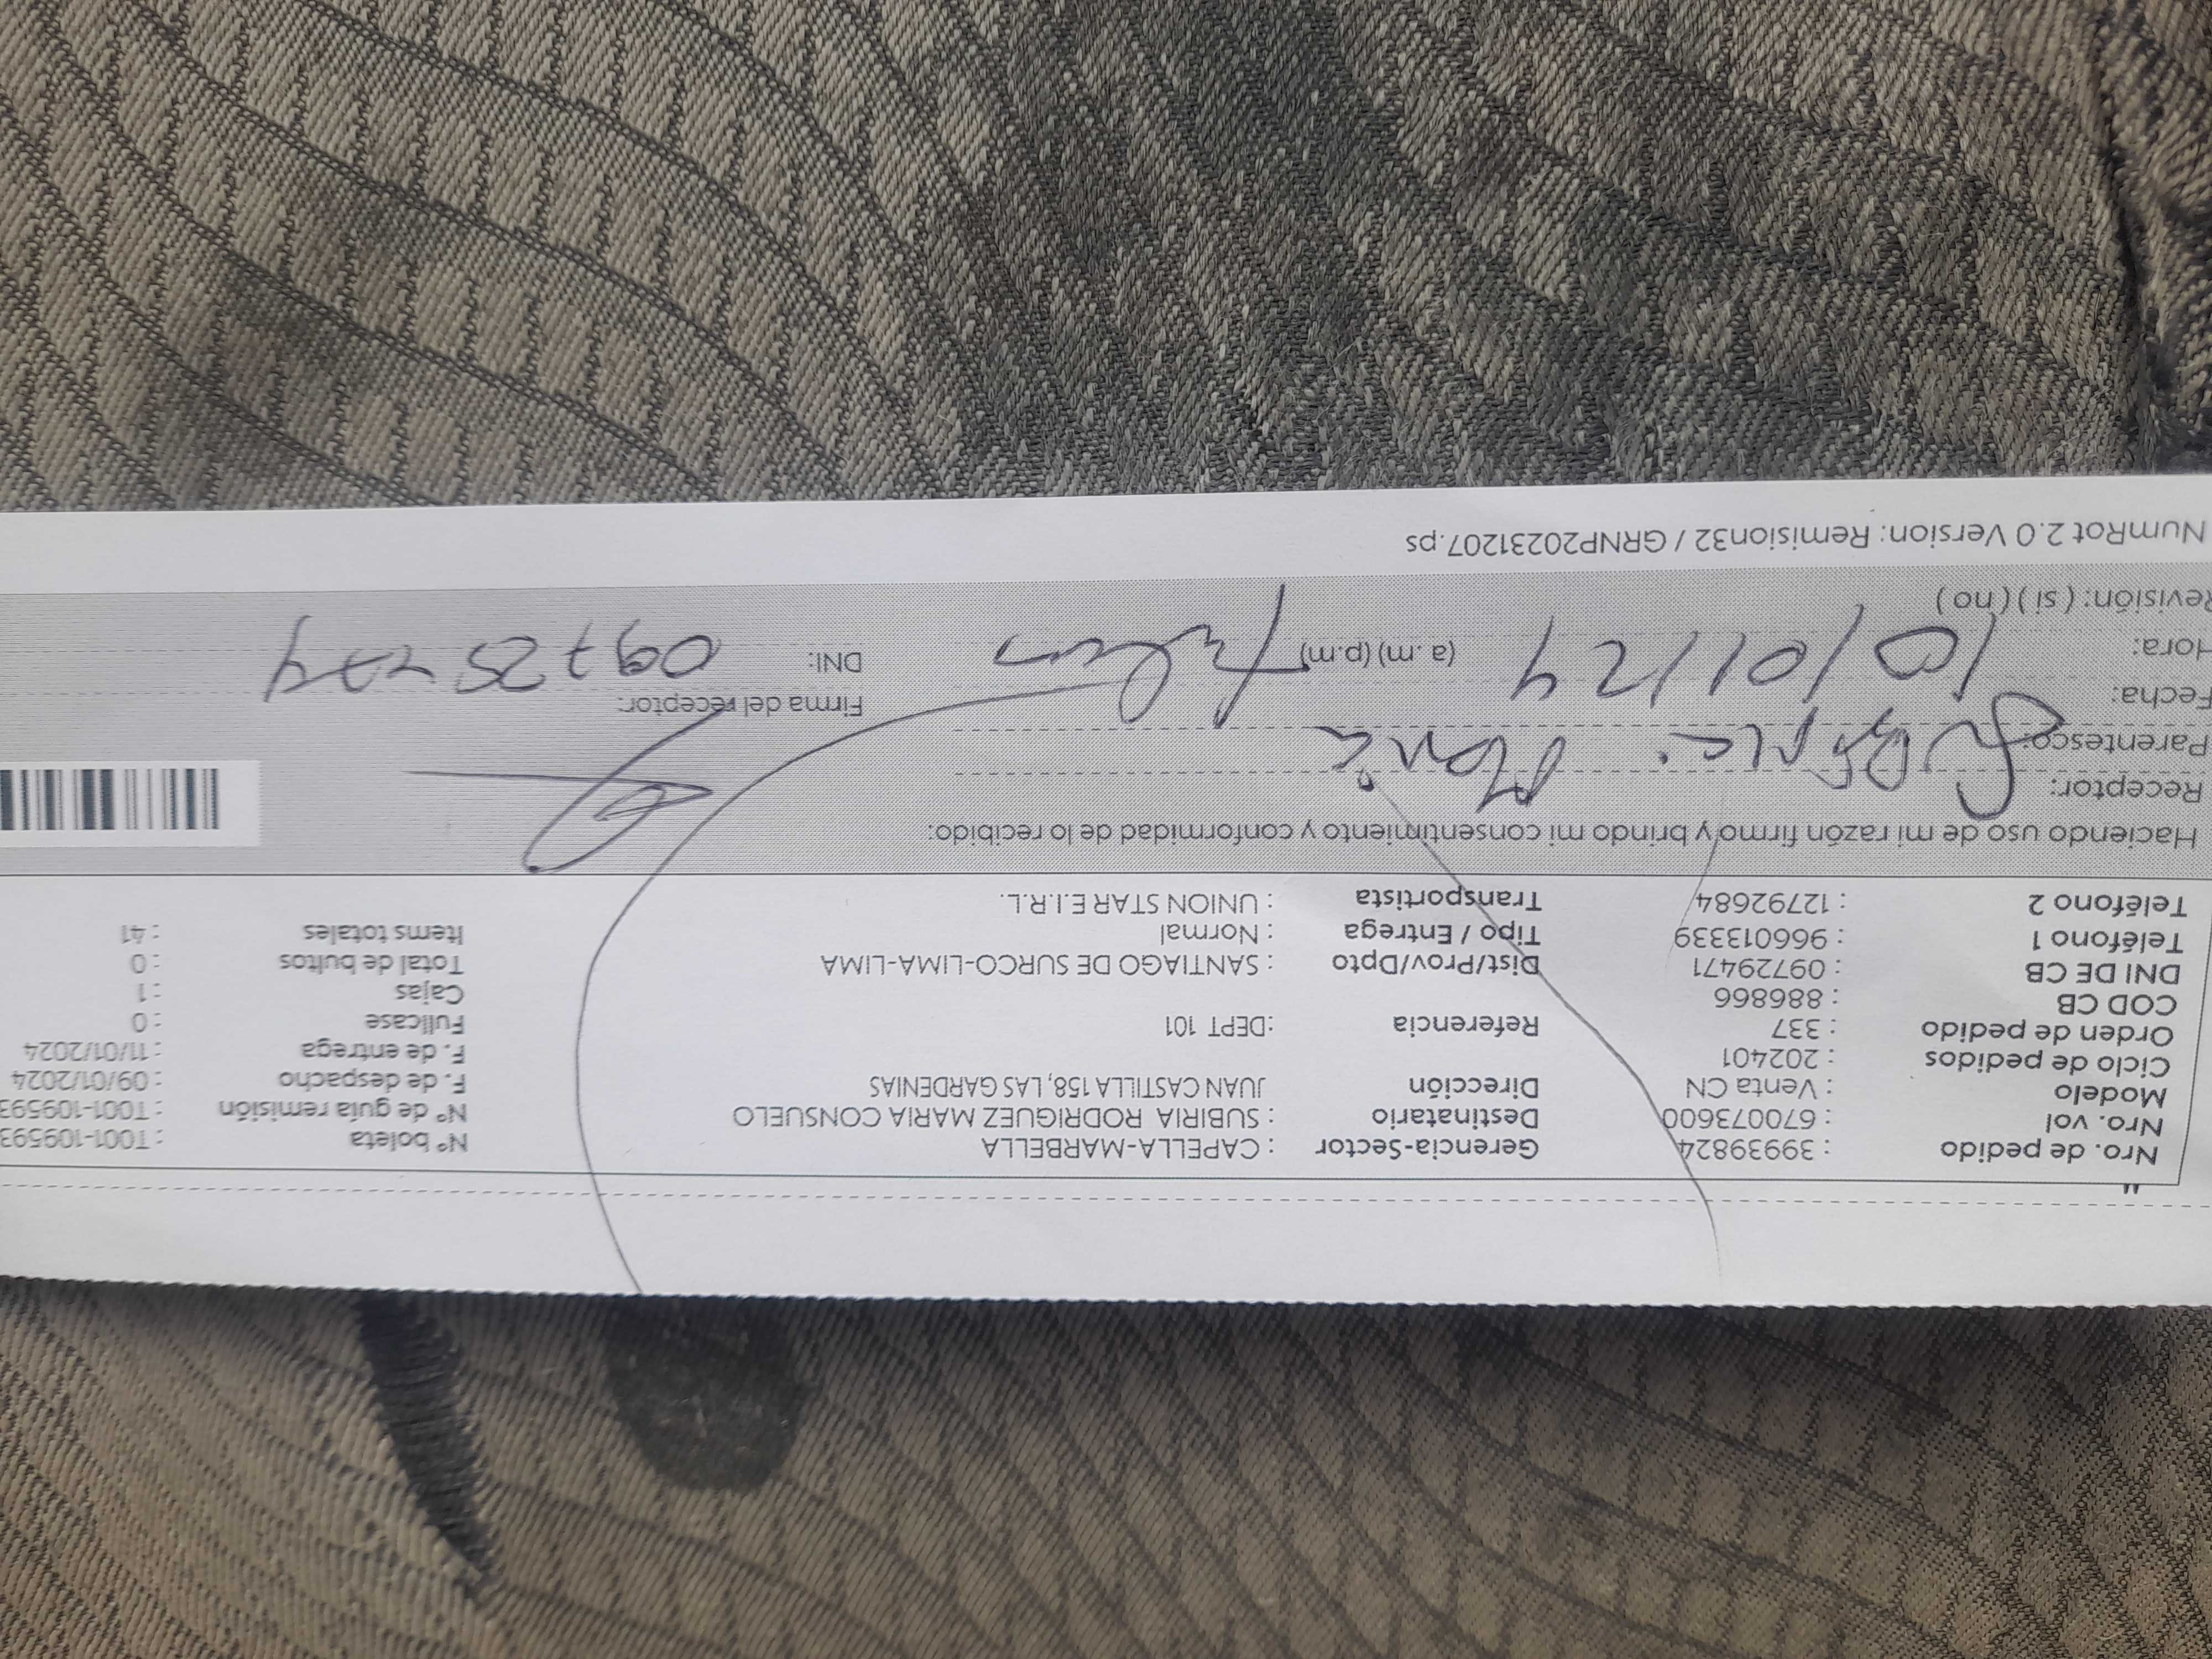 Nro. de pedido : 39939824 Gerencia-Sector : CAPELLA-MARBELLA Nº boleta : T001-109593
Nro. vol : 670073600 Destinatario : SUBIRIA RODRIGUEZ MARIA CONSUELO Nº de guía remisión : T001-109593
Modelo : Venta CN Dirección JUAN CASTILLA 158, LAS GARDENIAS F. de despacho : 09/01/2024
Ciclo de pedidos : 202401 F. de entrega : 11/01/2024
Orden de pedido : 337 Referencia :DEPT 101 Fullcase : 0
COD CB : 886866 Cajas : 1
DNI DE CB : 09729471 Dist/Prov/Dpto : SANTIAGO DE SURCO-LIMA-LIMA Total de bultos : 0
Teléfono 1 : 966013339 Tipo / Entrega : Normal Items totales : 41
Teléfono 2 : 12792684 Transportista : UNION STAR E.I.R.L.
Haciendo uso de mi razón firmo y brindo mi consentimiento y conformidad de lo recibido:
Receptor:
Parentesco: Firma del receptor:
Fecha: 10/01/24
Hora: (a.m) (p.m) DNI:
Revisión: ( si ) ( no )
NumRot 2.0 Version: Remision32 / GRNP20231207.ps